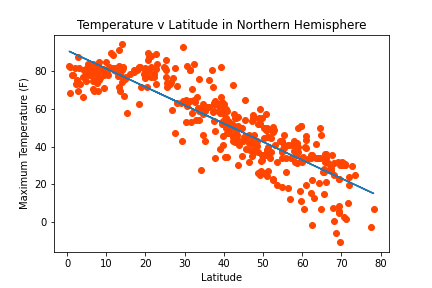 Temperature v Latitude in Northern Hemisphere
Maximum Temperature (F)
80
60
40
20
0
0 10 20 30 40 50 60 70 80
Latitude